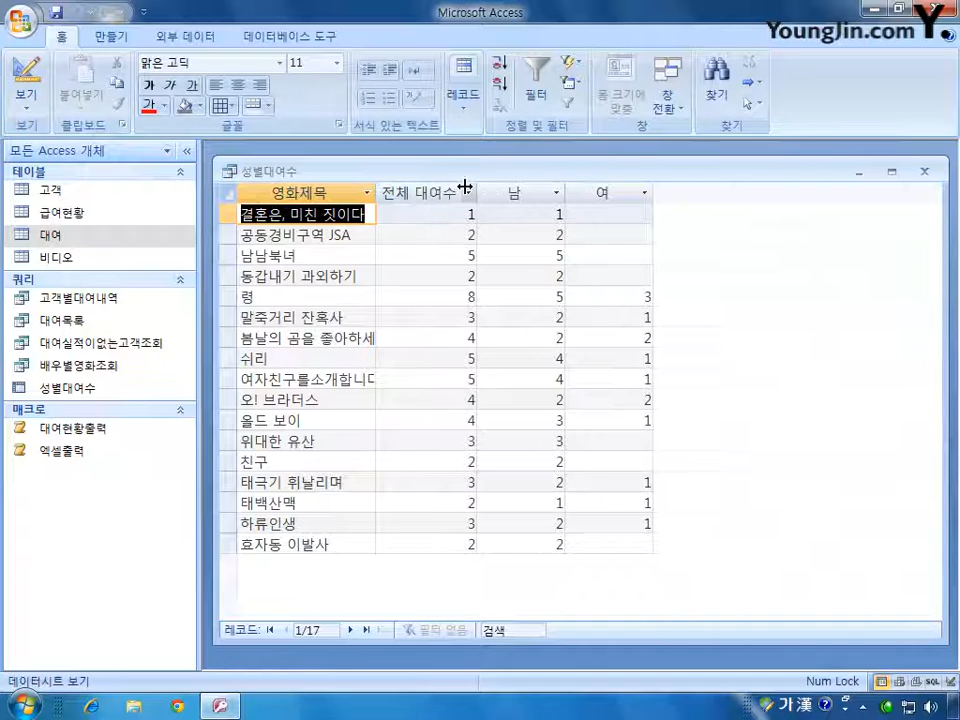 Microsoft Access
YoungJin.com Y.
홈 만들기 외부 데이터 데이터베이스 도구
맑은 고딕 11
보기 붙여넣기 가 가 가 레코드 필터 폼 크기에 맞춤 창 전환 찾기
가
보기 클립보드 글꼴 서식 있는 텍스트 정렬 및 필터 창 찾기
모든 Access 개체
테이블
고객
급여현황
대여
비디오
쿼리
고객별대여내역
대여목록
대여실적이없는고객조회
배우별영화조회
성별대여수
매크로
대여현황출력
엑셀출력
성별대여수
영화제목 전체 대여수 남 여
결혼은, 미친 짓이다 1 1
공동경비구역 JSA 2 2
남남북녀 5 5
동갑내기 과외하기 2 2
령 8 5 3
말죽거리 잔혹사 3 2 1
봄날의 곰을 좋아하세 4 2 2
쉬리 5 4 1
여자친구를소개합니다 5 4 1
오! 브라더스 4 2 2
올드 보이 4 3 1
위대한 유산 3 3
친구 2 2
태극기 휘날리며 3 2 1
태백산맥 2 1 1
하류인생 3 2 1
효자동 이발사 2 2
레코드: 1/17 필터 없음 검색
데이터시트 보기 Num Lock SQL
가 漢